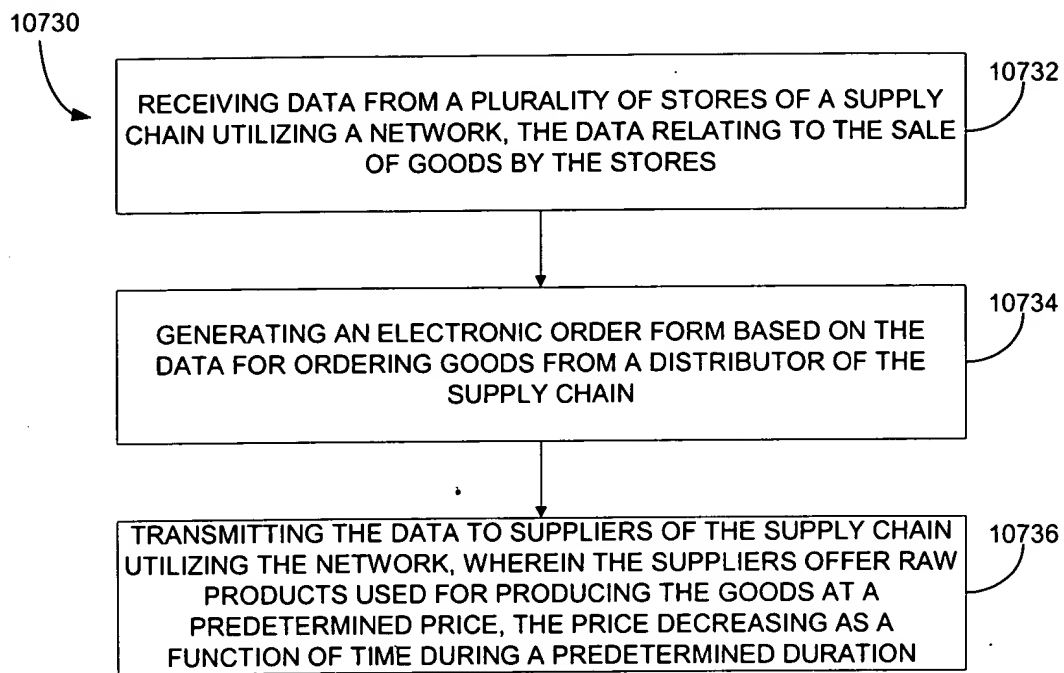 10730
10732
RECEIVING DATA FROM A PLURALITY OF STORES OF A SUPPLY
CHAIN UTILIZING A NETWORK, THE DATA RELATING TO THE SALE
OF GOODS BY THE STORES
10734
GENERATING AN ELECTRONIC ORDER FORM BASED ON THE
DATA FOR ORDERING GOODS FROM A DISTRIBUTOR OF THE
SUPPLY CHAIN
10736
TRANSMITTING THE DATA TO SUPPLIERS OF THE SUPPLY CHAIN
UTILIZING THE NETWORK, WHEREIN THE SUPPLIERS OFFER RAW
PRODUCTS USED FOR PRODUCING THE GOODS AT A
PREDETERMINED PRICE, THE PRICE DECREASING AS A
FUNCTION OF TIME DURING A PREDETERMINED DURATION